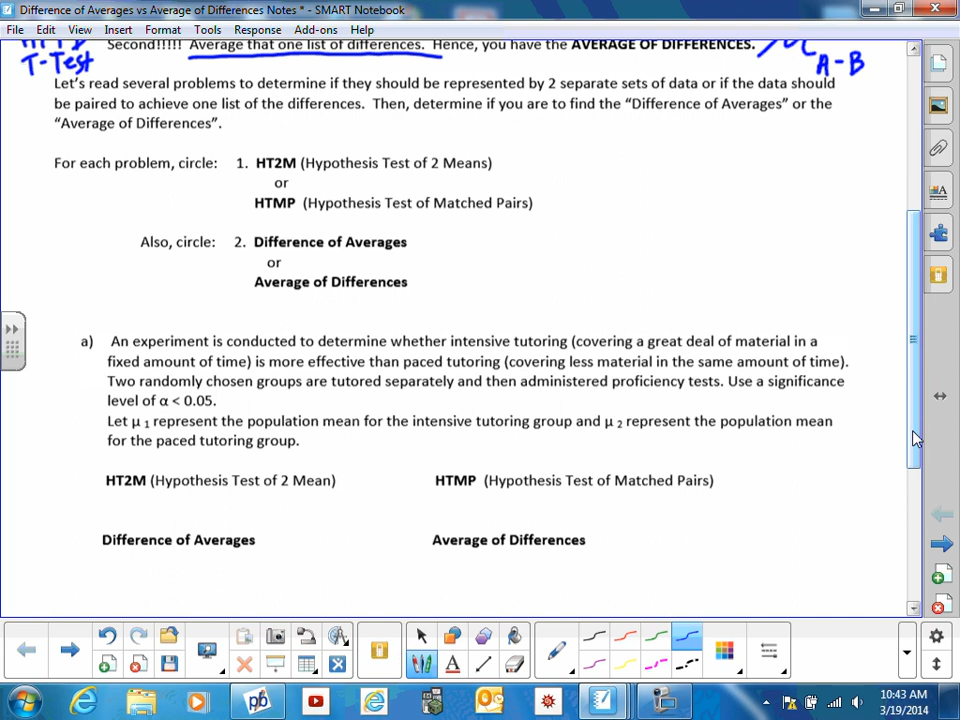 Difference of Averages vs Average of Differences Notes * - SMART Notebook
File Edit View Insert Format Tools Response Add-ons Help
Second!!!!! Average that one list of differences. Hence, you have the AVERAGE OF DIFFERENCES.
T-Test
A-B
Let's read several problems to determine if they should be represented by 2 separate sets of data or if the data should
be paired to achieve one list of the differences. Then, determine if you are to find the “Difference of Averages” or the
“Average of Differences”.
For each problem, circle: 1. HT2M (Hypothesis Test of 2 Means)
or
HTMP (Hypothesis Test of Matched Pairs)
Also, circle: 2. Difference of Averages
or
Average of Differences
a) An experiment is conducted to determine whether intensive tutoring (covering a great deal of material in a
fixed amount of time) is more effective than paced tutoring (covering less material in the same amount of time).
Two randomly chosen groups are tutored separately and then administered proficiency tests. Use a significance
level of α < 0.05.
Let μ 1 represent the population mean for the intensive tutoring group and μ 2 represent the population mean
for the paced tutoring group.
HT2M (Hypothesis Test of 2 Mean) HTMP (Hypothesis Test of Matched Pairs)
Difference of Averages Average of Differences
10:43 AM
3/19/2014